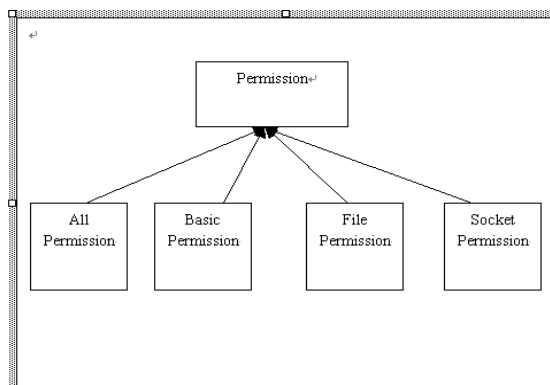 Permission
All
Permission
Basic
Permission
File
Permission
Socket
Permission